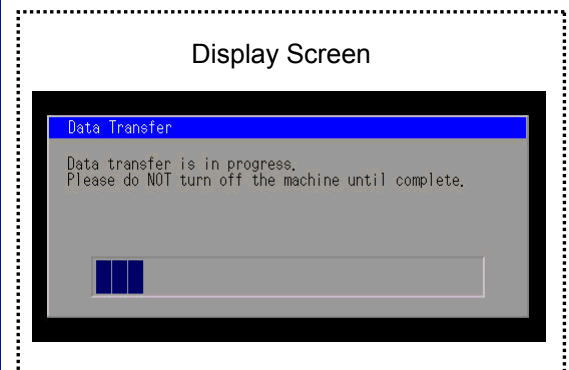 Display Screen
Data Transfer
Data transfer is in progress.
Please do NOT turn off the machine until complete.